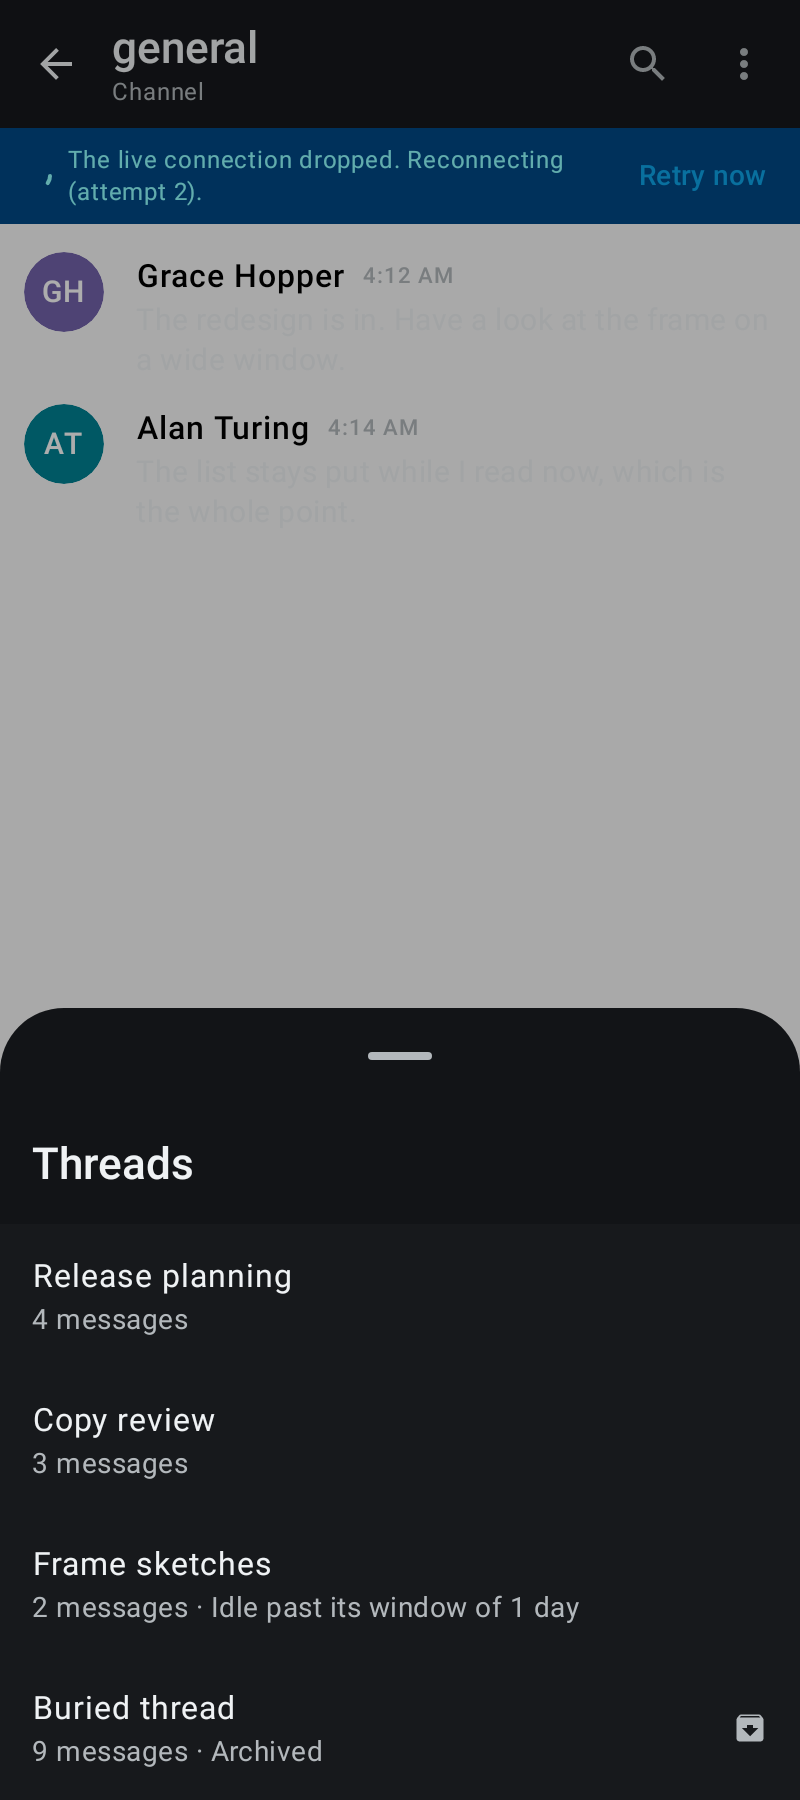 general
Channel
The live connection dropped. Reconnecting
(attempt 2).
Retry now
GH
Grace Hopper 4:12 AM
The redesign is in. Have a look at the frame on
a wide window.
AT
Alan Turing 4:14 AM
The list stays put while I read now, which is
the whole point.
Threads
Release planning
4 messages
Copy review
3 messages
Frame sketches
2 messages · Idle past its window of 1 day
Buried thread
9 messages · Archived